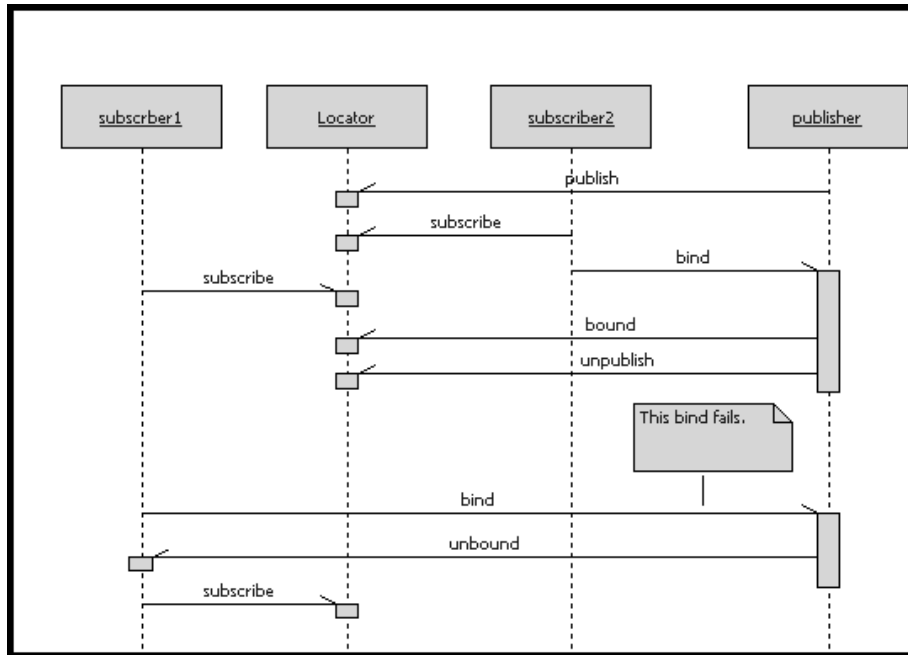 subscrber1
Locator
subscriber2
publisher
publish
subscribe
bind
subscribe
bound
unpublish
This bind fails.
bind
unbound
subscribe